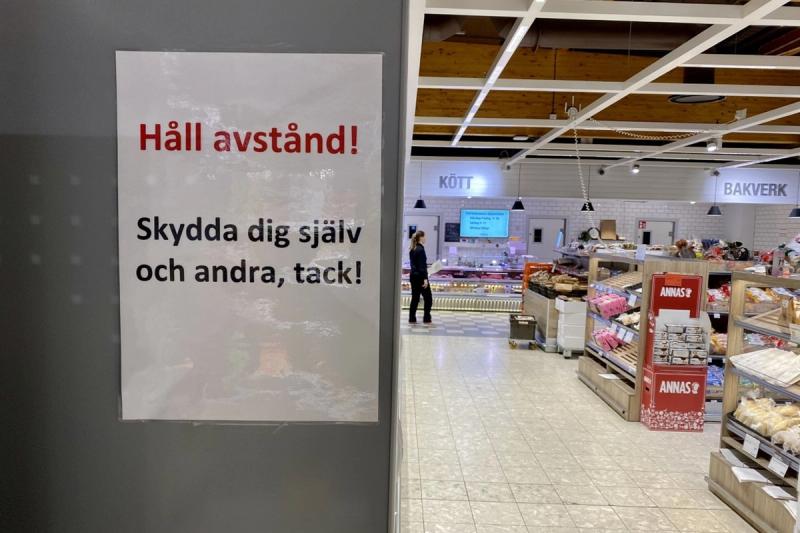 Håll avstånd!
Skydda dig själv
och andra, tack!
KÖTT
BAKVERK
ANNAS
ANNAS